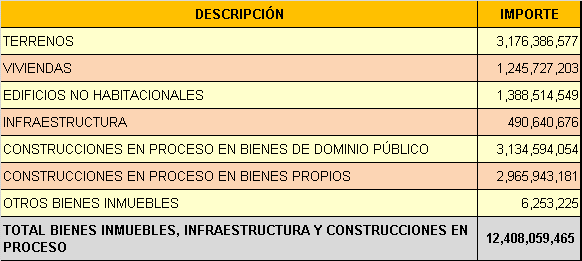 DESCRIPCIÓN IMPORTE
TERRENOS 3,176,386,577
VIVIENDAS 1,245,727,203
EDIFICIOS NO HABITACIONALES 1,388,514,549
INFRAESTRUCTURA 490,640,676
CONSTRUCCIONES EN PROCESO EN BIENES DE DOMINIO PÚBLICO 3,134,594,054
CONSTRUCCIONES EN PROCESO EN BIENES PROPIOS 2,965,943,181
OTROS BIENES INMUEBLES 6,253,225
TOTAL BIENES INMUEBLES, INFRAESTRUCTURA Y CONSTRUCCIONES EN
PROCESO 12,408,059,465